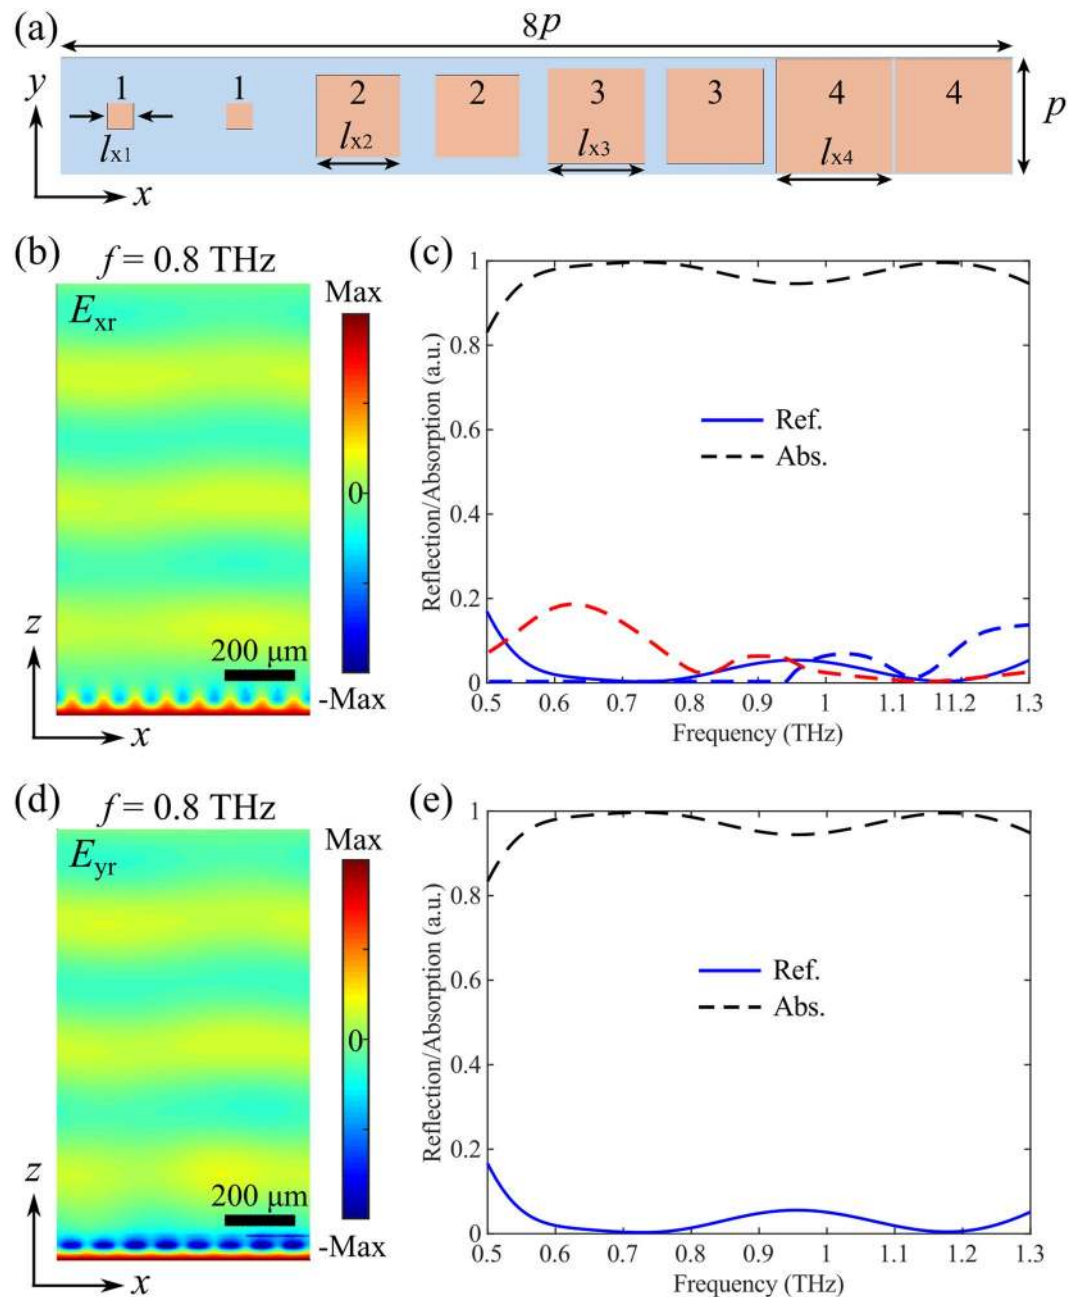 (a)
8p
y
1 1 2 2 3 3 4 4
p
lx1 lx2 lx3 lx4
x
(b)
f = 0.8 THz
Exr
Max
0
-Max
200 μm
z
x
(c)
1
0.8
0.6
0.4
0.2
0
Reflection/Absorption (a.u.)
Ref.
Abs.
0.5 0.6 0.7 0.8 0.9 1 1.1 11.2 1.3
Frequency (THz)
(d)
f = 0.8 THz
Eyr
Max
0
-Max
200 μm
z
x
(e)
1
0.8
0.6
0.4
0.2
0
Reflection/Absorption (a.u.)
Ref.
Abs.
0.5 0.6 0.7 0.8 0.9 1 1.1 1.2 1.3
Frequency (THz)